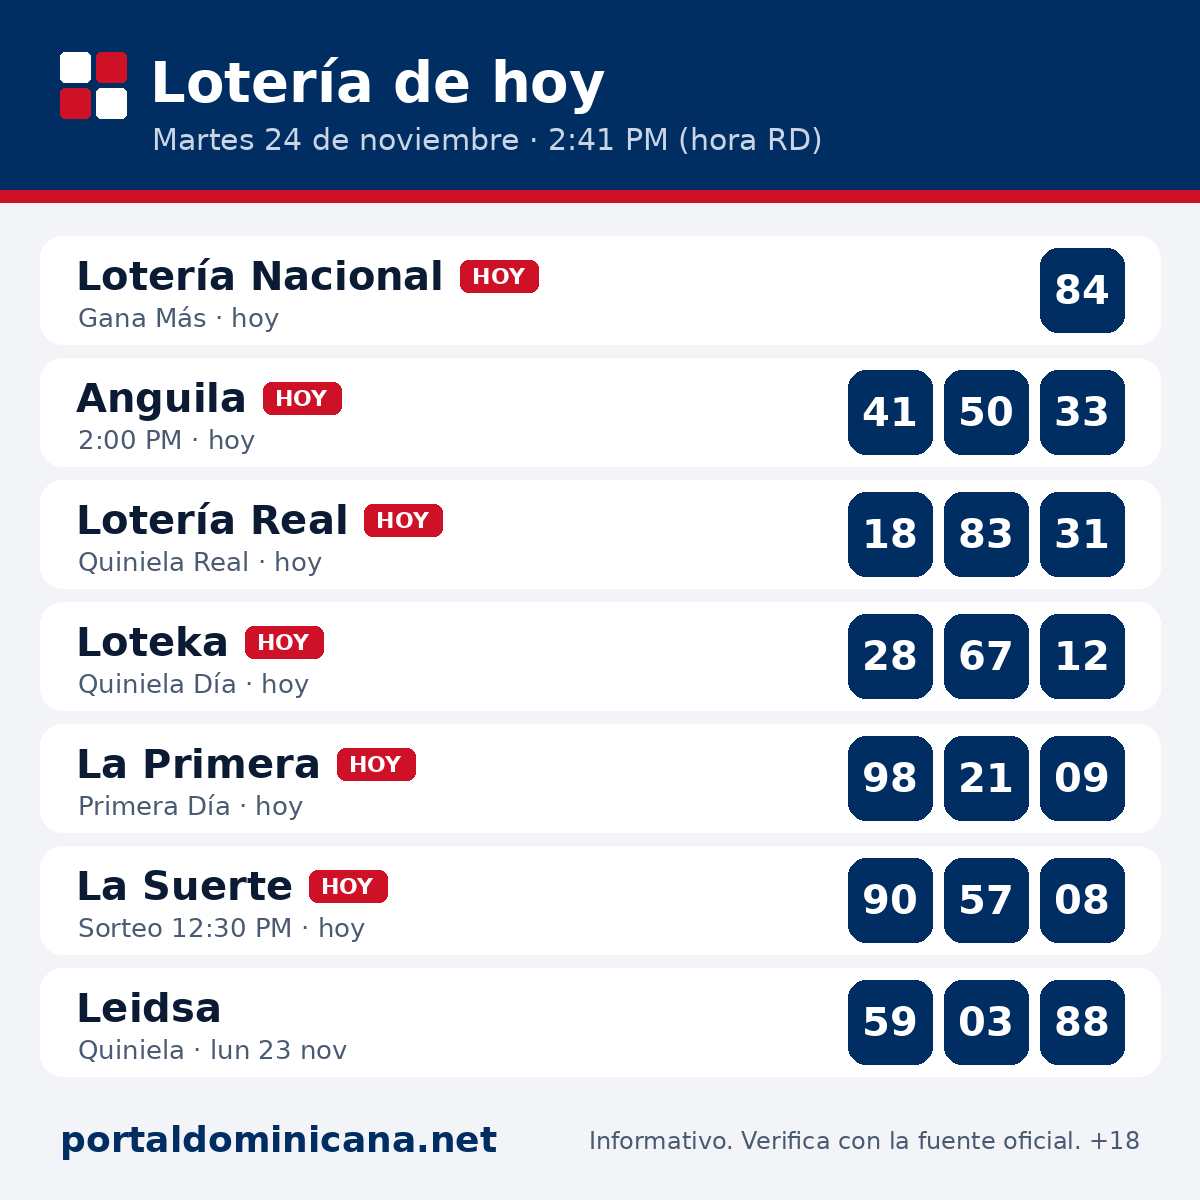 Lotería de hoy
Martes 24 de noviembre · 2:41 PM (hora RD)
Lotería Nacional HOY
Gana Más · hoy
84
Anguila HOY
2:00 PM · hoy
41 50 33
Lotería Real HOY
Quiniela Real · hoy
18 83 31
Loteka HOY
Quiniela Día · hoy
28 67 12
La Primera HOY
Primera Día · hoy
98 21 09
La Suerte HOY
Sorteo 12:30 PM · hoy
90 57 08
Leidsa
Quiniela · lun 23 nov
59 03 88
portaldominicana.net
Informativo. Verifica con la fuente oficial. +18